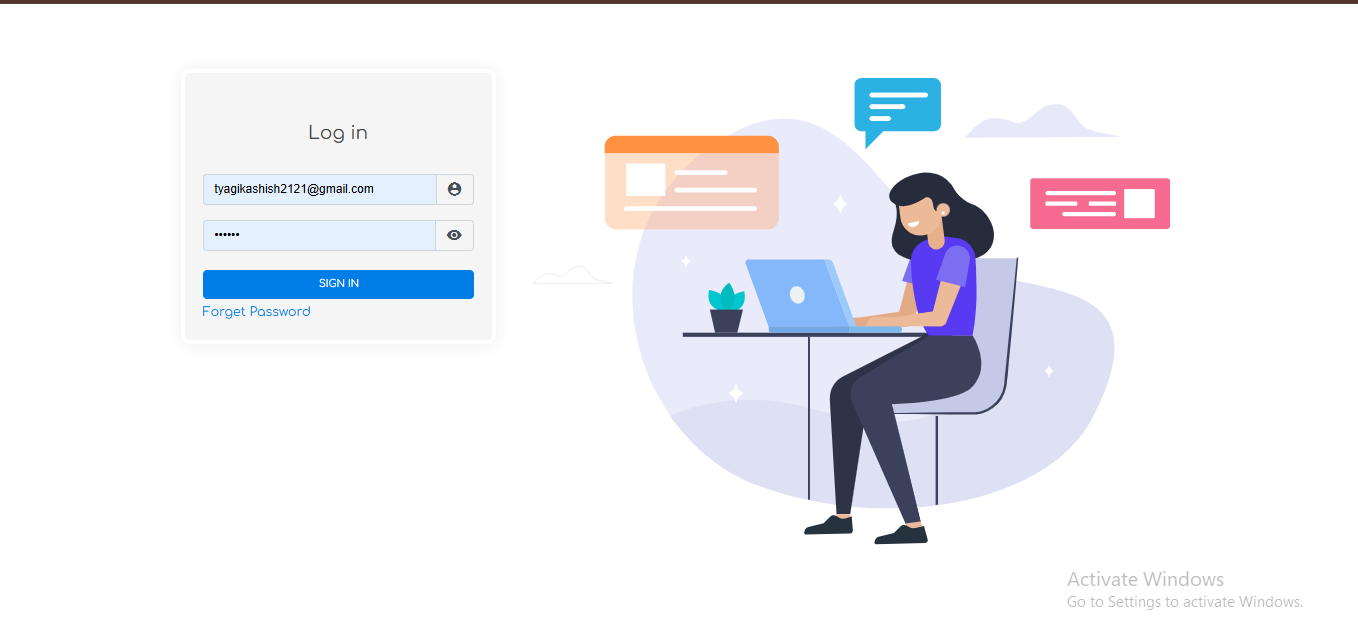 Log in
tyagikashish2121@gmail.com
••••••
SIGN IN
Forget Password
Activate Windows
Go to Settings to activate Windows.